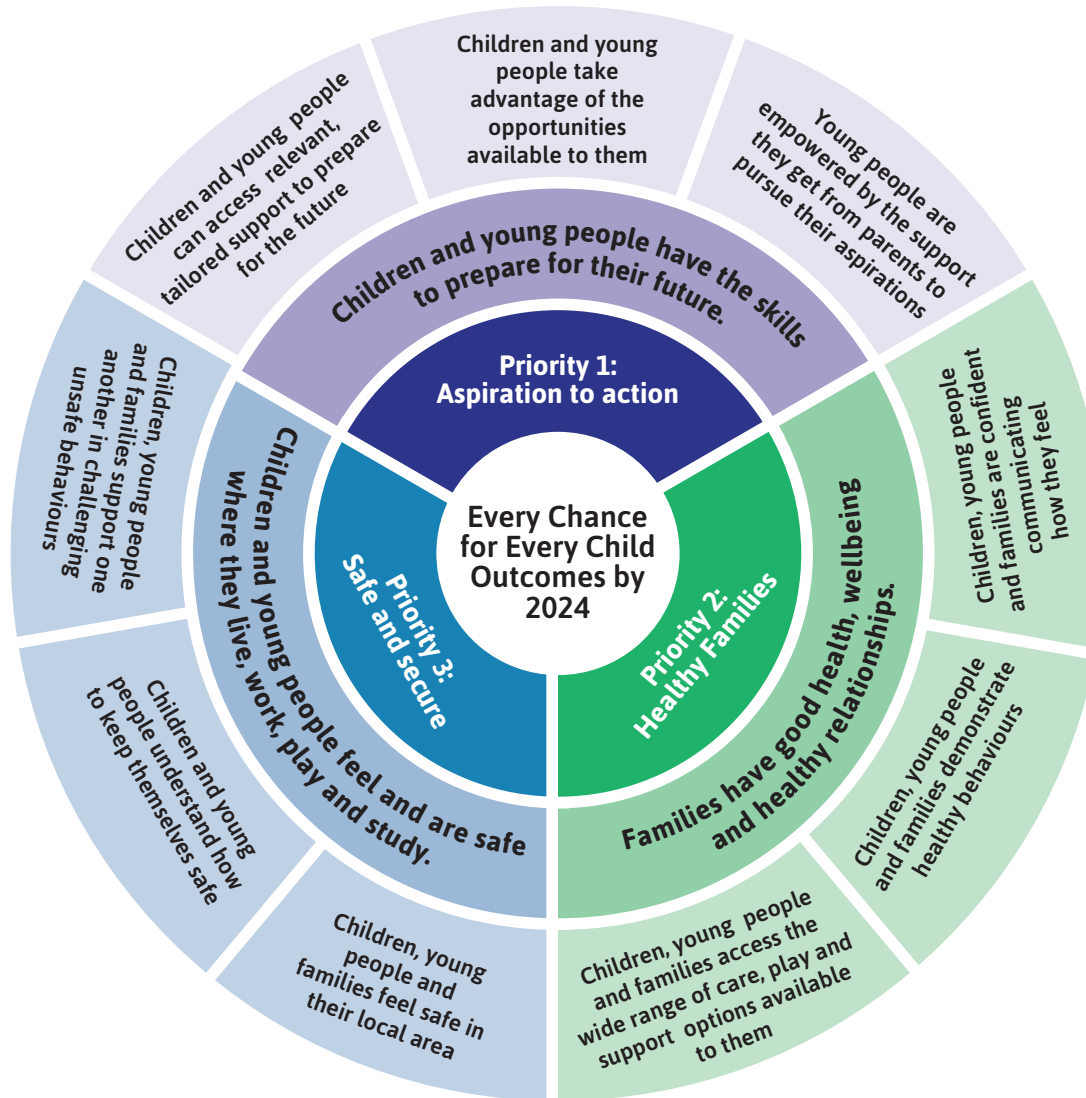 Every Chance
for Every Child
Outcomes by
2024
Priority 1:
Aspiration to action
Children and young people have the skills
to prepare for their future.
Children and young people
can access relevant,
tailored support to prepare
for the future
Children and young
people take
advantage of the
opportunities
available to them
Young people are
empowered by the support
they get from parents to
pursue their aspirations
Priority 2:
Healthy Families
Families have good health, wellbeing
and healthy relationships.
Children, young people
and families are confident
communicating
how they feel
Children, young people
and families demonstrate
healthy behaviours
Children, young people
and families access the
wide range of care, play and
support options available
to them
Priority 3:
Safe and secure
Children and young people feel and are safe
where they live, work, play and study.
Children, young
people and
families feel safe in
their local area
Children and young
people understand how
to keep themselves safe
Children, young people
and families support one
another in challenging
unsafe behaviours